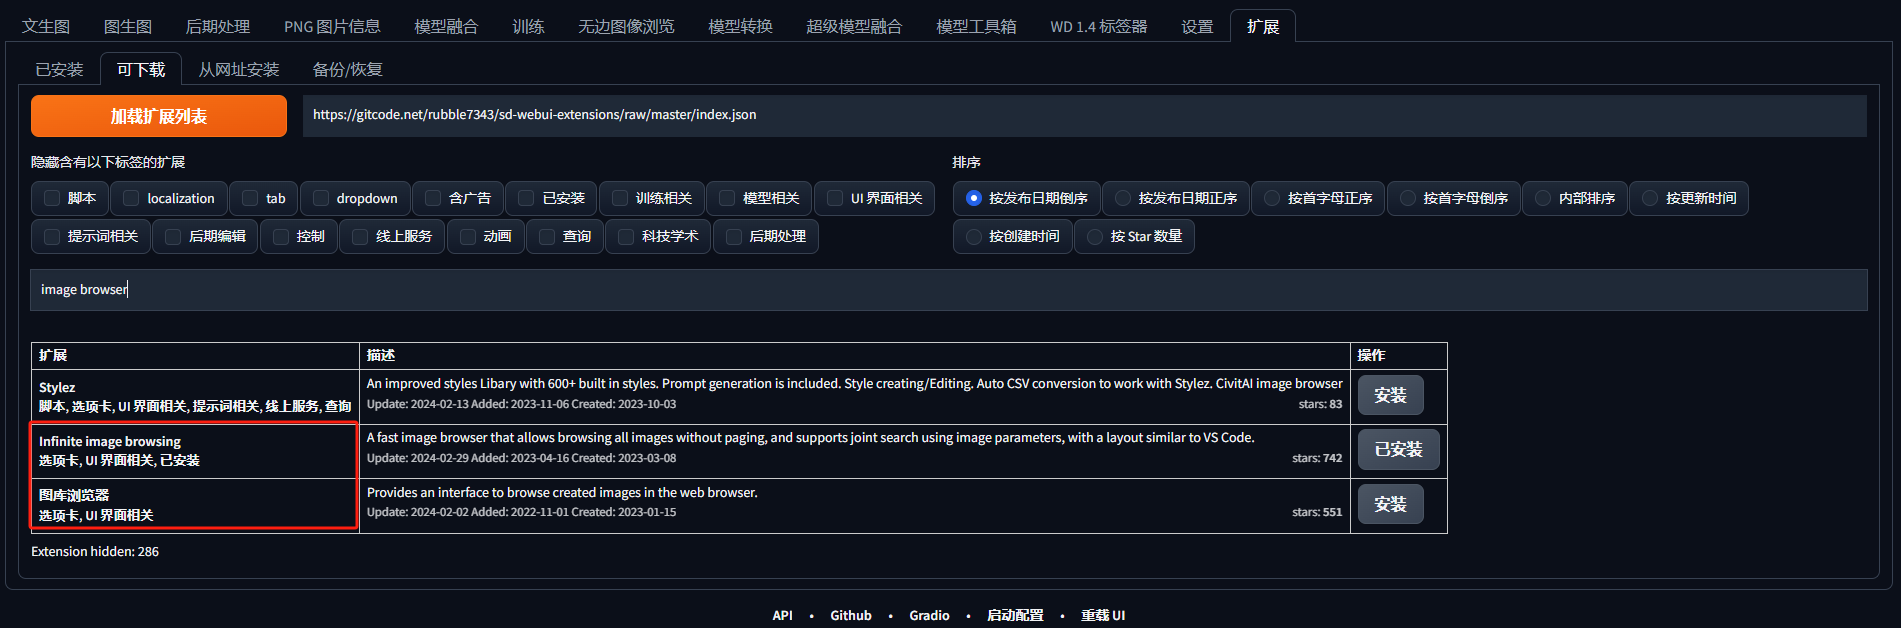 文生图 图生图 后期处理 PNG 图片信息 模型融合 训练 无边图像浏览 模型转换 超级模型融合 模型工具箱 WD 1.4 标签器 设置 扩展
已安装 可下载 从网址安装 备份/恢复
加载扩展列表 https://gitcode.net/rubble7343/sd-webui-extensions/raw/master/index.json
隐藏含有以下标签的扩展 排序
脚本 localization tab dropdown 含广告 已安装 训练相关 模型相关 UI 界面相关 按发布日期倒序 按发布日期正序 按首字母正序 按首字母倒序 内部排序 按更新时间
提示词相关 后期编辑 控制 线上服务 动画 查询 科技学术 后期处理 按创建时间 按 Star 数量
image browser
扩展 描述 操作
Stylez An improved styles Libary with 600+ built in styles. Prompt generation is included. Style creating/Editing. Auto CSV conversion to work with Stylez. CivitAI image browser 安装
脚本, 选项卡, UI 界面相关, 提示词相关, 线上服务, 查询 Update: 2024-02-13 Added: 2023-11-06 Created: 2023-10-03 stars: 83
Infinite image browsing A fast image browser that allows browsing all images without paging, and supports joint search using image parameters, with a layout similar to VS Code. 已安装
选项卡, UI 界面相关, 已安装 Update: 2024-02-29 Added: 2023-04-16 Created: 2023-03-08 stars: 742
图库浏览器 Provides an interface to browse created images in the web browser. 安装
选项卡, UI 界面相关 Update: 2024-02-02 Added: 2022-11-01 Created: 2023-01-15 stars: 551
Extension hidden: 286
API • Github • Gradio • 启动配置 • 重载 UI